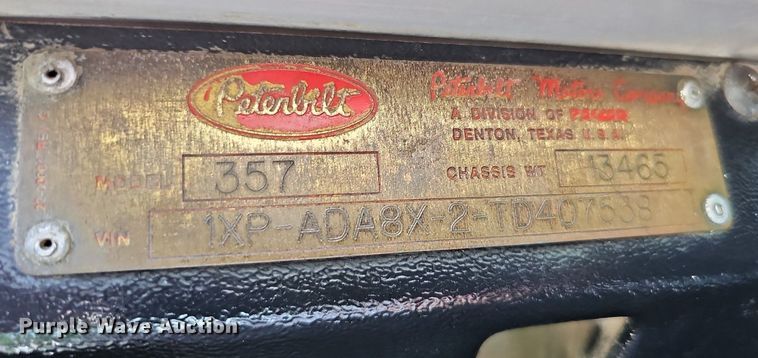 Peterbilt
Peterbilt Motors Company
A DIVISION OF PACCAR
DENTON, TEXAS U.S.A.
MODEL 357
CHASSIS WT 13465
VIN 1XP-ADA8X-2-TD407639
Purple Wave Auction